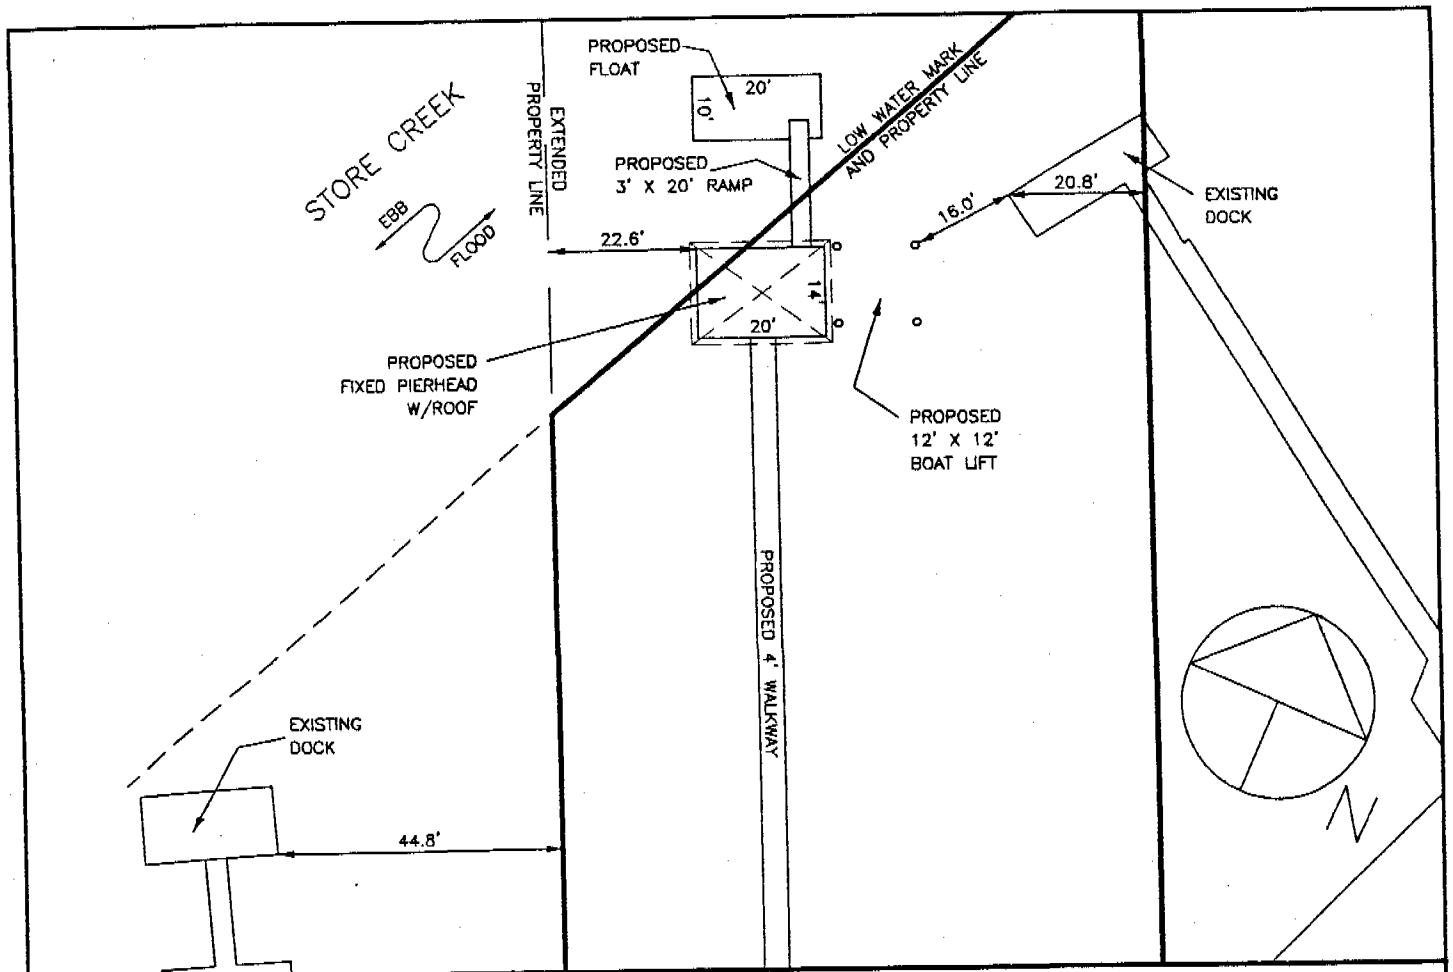 PROPOSED
FLOAT
20'
10'
STORE CREEK
EBB
FLOOD
EXTENDED
PROPERTY LINE
PROPOSED
3' X 20' RAMP
LOW WATER MARK
AND PROPERTY LINE
16.0'
20.8'
EXISTING
DOCK
22.6'
14'
20'
PROPOSED
FIXED PIERHEAD
W/ROOF
PROPOSED
12' X 12'
BOAT LIFT
PROPOSED 4' WALKWAY
EXISTING
DOCK
44.8'
N